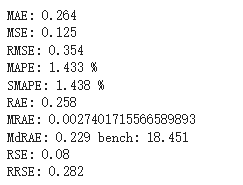 MAE: 0.264
MSE: 0.125
RMSE: 0.354
MAPE: 1.433 %
SMAPE: 1.438 %
RAE: 0.258
MRAE: 0.0027401715566589893
MdRAE: 0.229 bench: 18.451
RSE: 0.08
RRSE: 0.282